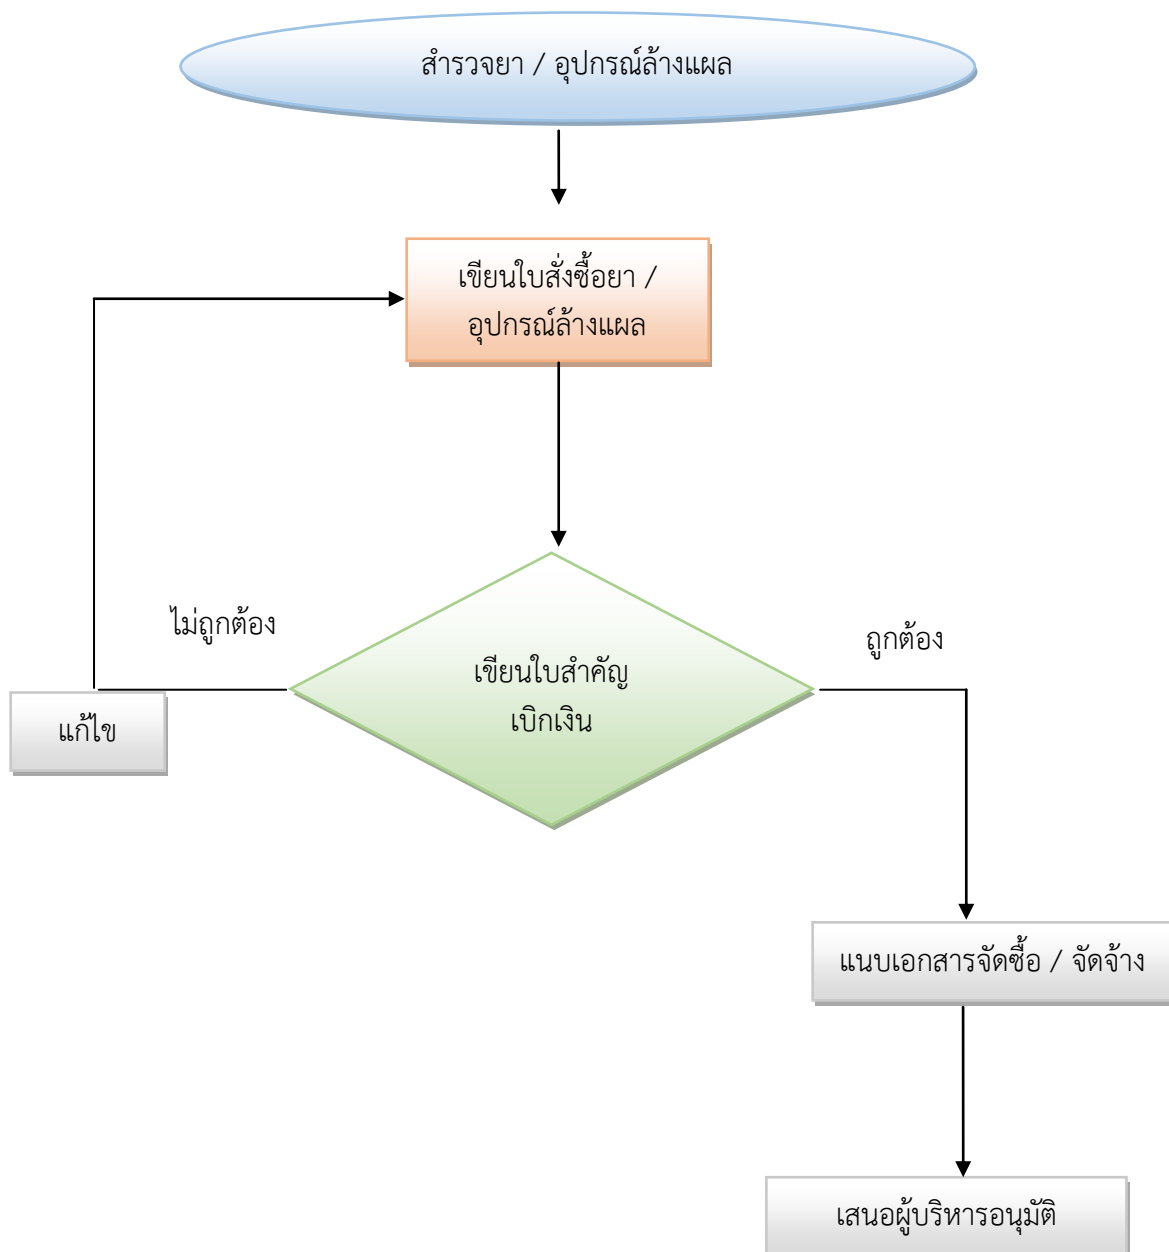 สำรวจยา / อุปกรณ์ล้างแผล
เขียนใบสั่งซื้อยา /
อุปกรณ์ล้างแผล
ไม่ถูกต้อง
ถูกต้อง
เขียนใบสำคัญ
เบิกเงิน
แก้ไข
แนบเอกสารจัดซื้อ / จัดจ้าง
เสนอผู้บริหารอนุมัติ